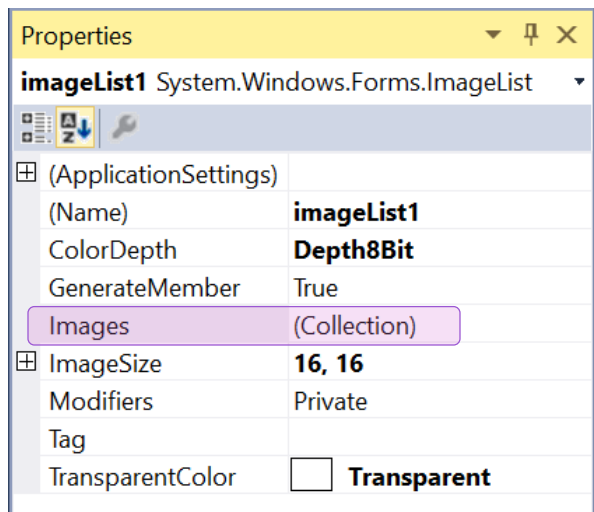 Properties
imageList1 System.Windows.Forms.ImageList
(ApplicationSettings)
(Name) imageList1
ColorDepth Depth8Bit
GenerateMember True
Images (Collection)
ImageSize 16, 16
Modifiers Private
Tag
TransparentColor Transparent